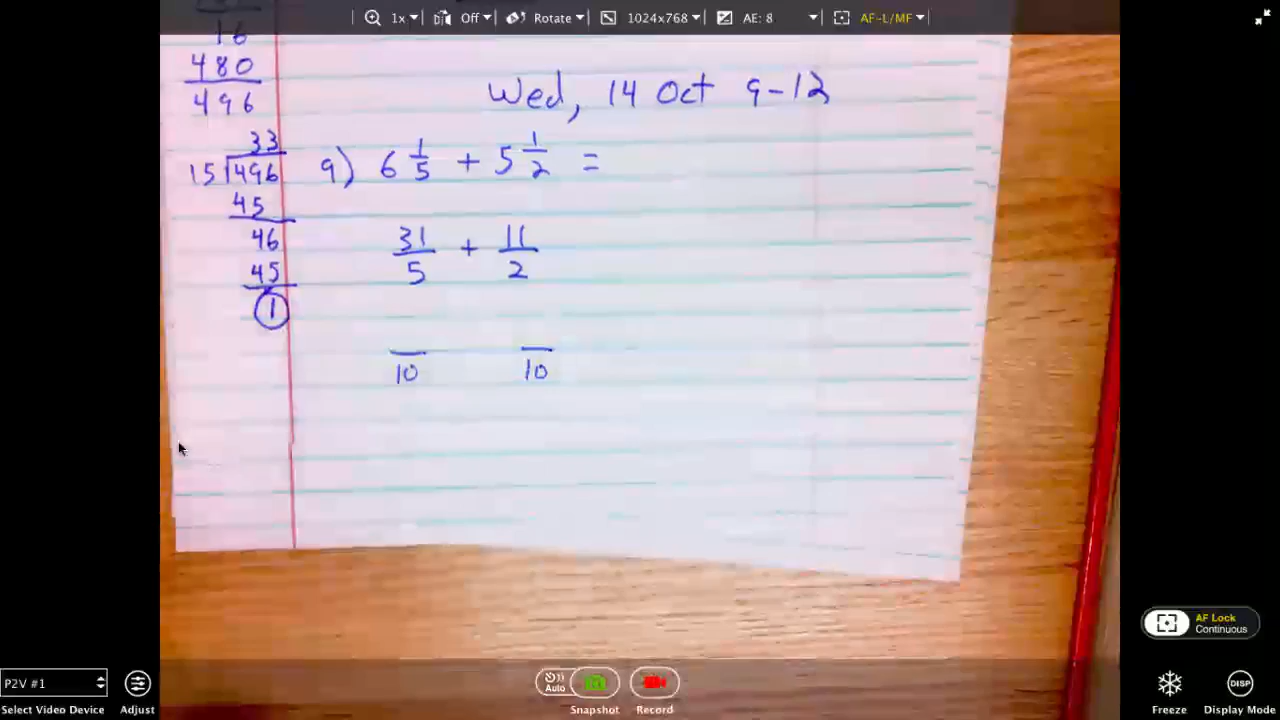 1x Off Rotate 1024x768 AE: 8 AF-L/MF
16
480
496
Wed, 14 Oct 9-12
33
15 496
45
46
45
1
9) 6 1/5 + 5 1/2 =
31/5 + 11/2
/10 /10
AF Lock
Continuous
P2V #1
Select Video Device
Adjust
Auto
Snapshot
Record
Freeze
DISP
Display Mode